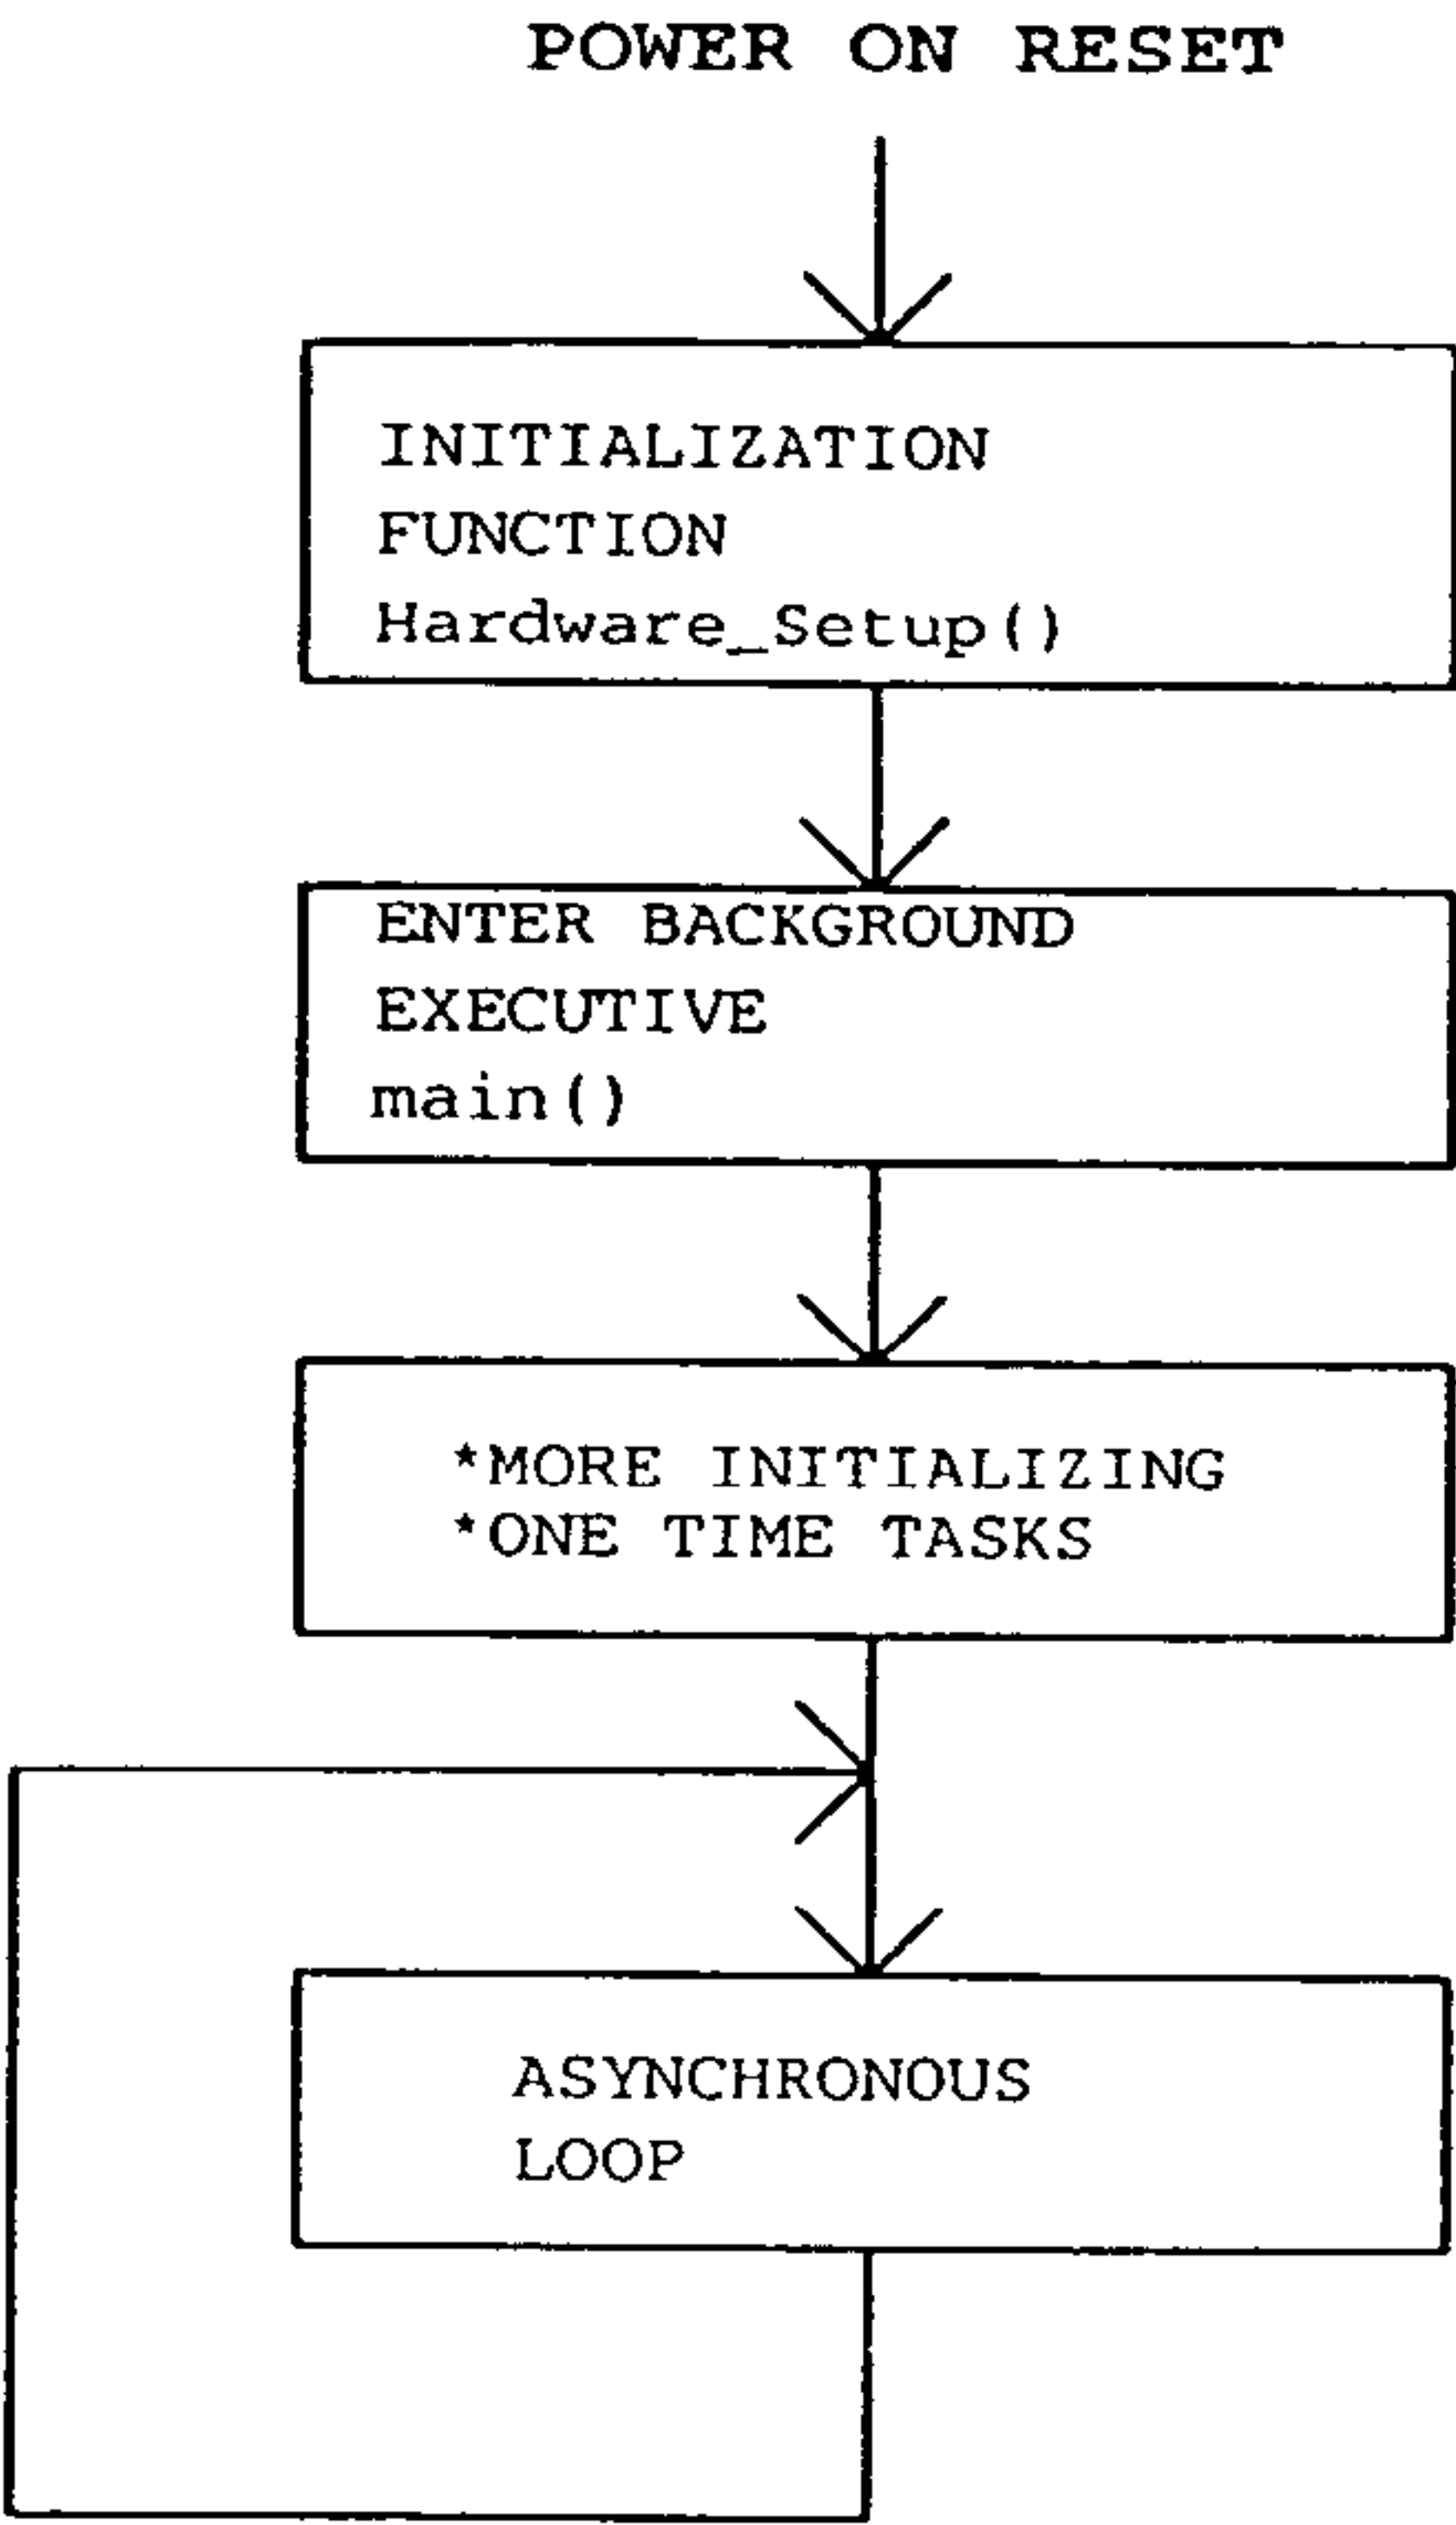 POWER ON RESET
INITIALIZATION
FUNCTION
Hardware_Setup()
ENTER BACKGROUND
EXECUTIVE
main()
*MORE INITIALIZING
*ONE TIME TASKS
ASYNCHRONOUS
LOOP